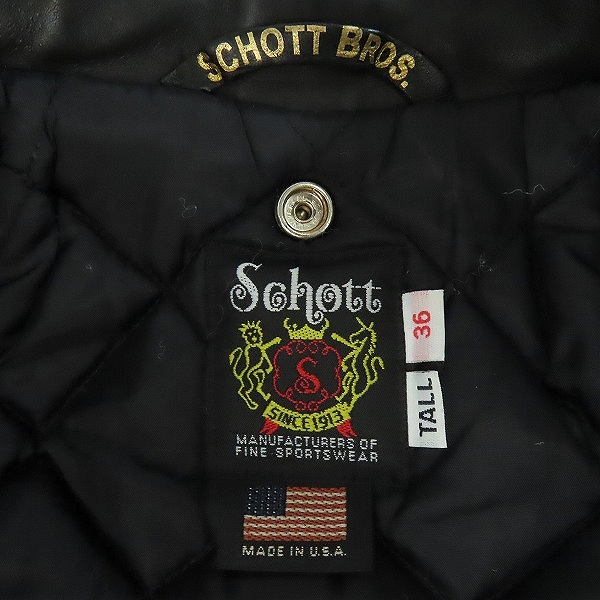 SCHOTT BROS.
Schott
S
SINCE 1913
MANUFACTURERS OF
FINE SPORTSWEAR
MADE IN U.S.A.
36
TALL